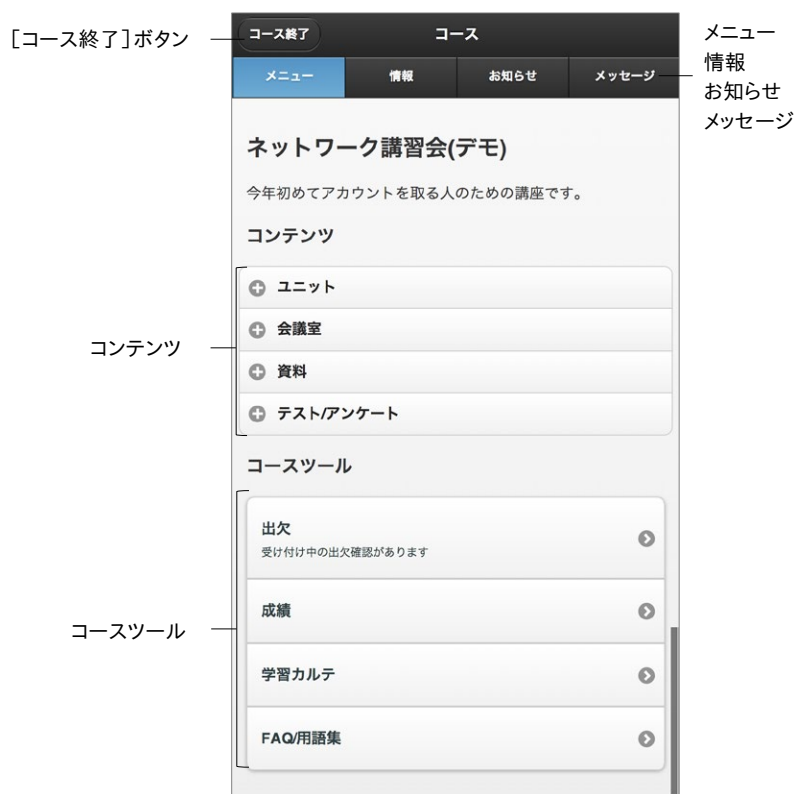 ［コース終了］ボタン
コース終了
コース
メニュー
情報
お知らせ
メッセージ
メニュー
情報
お知らせ
メッセージ
ネットワーク講習会(デモ)
今年初めてアカウントを取る人のための講座です。
コンテンツ
コンテンツ
ユニット
会議室
資料
テスト/アンケート
コースツール
コースツール
出欠
受け付け中の出欠確認があります
成績
学習カルテ
FAQ/用語集